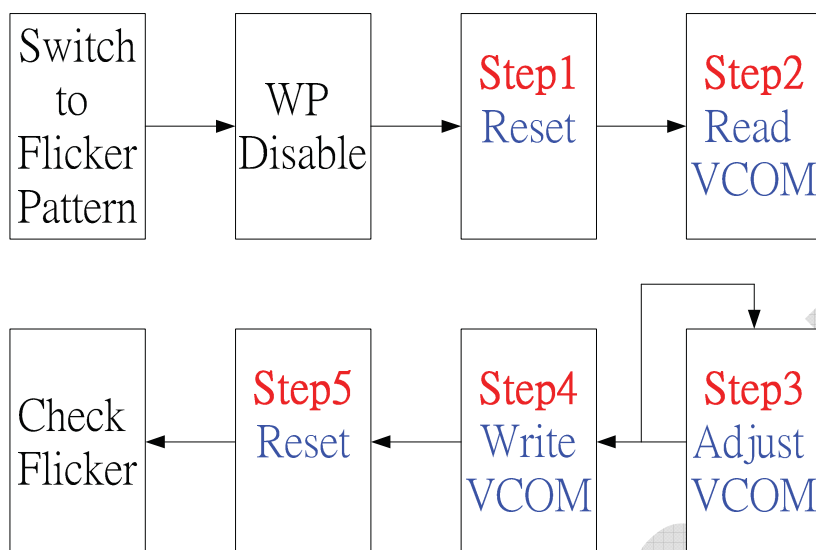 Switch
to
Flicker
Pattern
WP
Disable
Step1
Reset
Step2
Read
VCOM
Check
Flicker
Step5
Reset
Step4
Write
VCOM
Step3
Adjust
VCOM